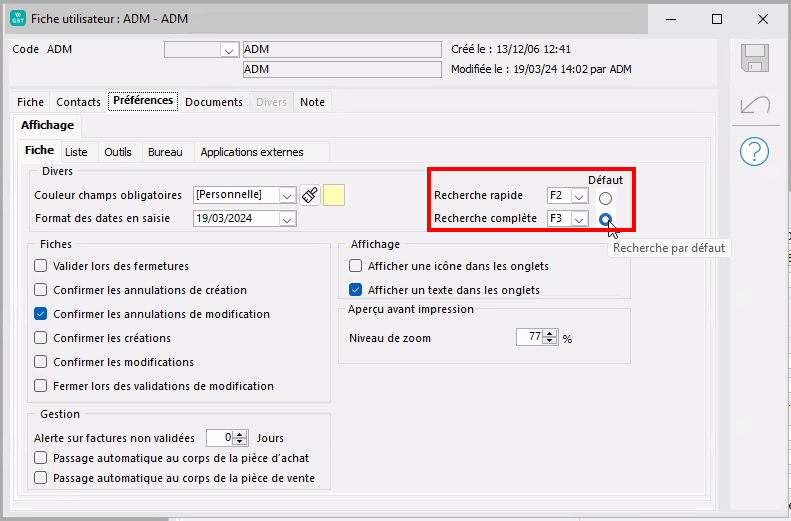 GST Fiche utilisateur : ADM - ADM
Code ADM ADM Créé le : 13/12/06 12:41
ADM Modifiée le : 19/03/24 14:02 par ADM
Fiche Contacts Préférences Documents Divers Note
Affichage
Fiche Liste Outils Bureau Applications externes
Divers
Défaut
Couleur champs obligatoires [Personnelle] Recherche rapide F2
Format des dates en saisie 19/03/2024 Recherche complète F3
Recherche par défaut
Fiches
Valider lors des fermetures
Confirmer les annulations de création
Confirmer les annulations de modification
Confirmer les créations
Confirmer les modifications
Fermer lors des validations de modification
Affichage
Afficher une icône dans les onglets
Afficher un texte dans les onglets
Aperçu avant impression
Niveau de zoom 77 %
Gestion
Alerte sur factures non validées 0 Jours
Passage automatique au corps de la pièce d'achat
Passage automatique au corps de la pièce de vente